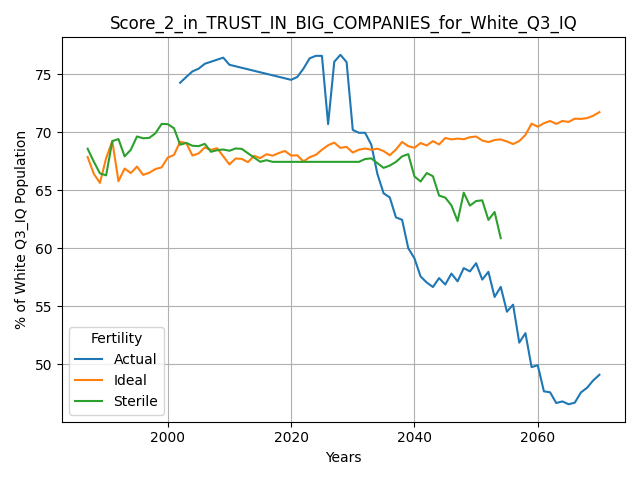 Score_2_in_TRUST_IN_BIG_COMPANIES_for_White_Q3_IQ
% of White Q3_IQ Population
75
70
65
60
55
50
Fertility
Actual
Ideal
Sterile
2000 2020 2040 2060
Years